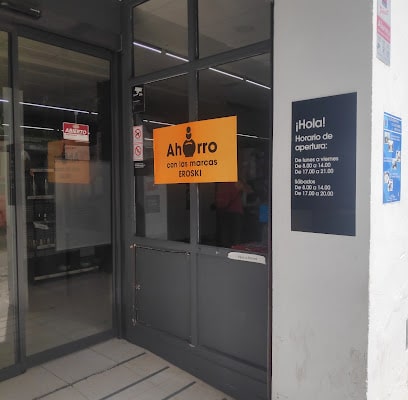 ABIERTO
Ahorro
con las marcas
EROSKI
¡Hola!
Horario de
apertura:
De lunes a viernes
De 8.00 a 14.00
De 17.00 a 21.00
Sábados
De 8.00 a 14.00
De 17.00 a 20.00